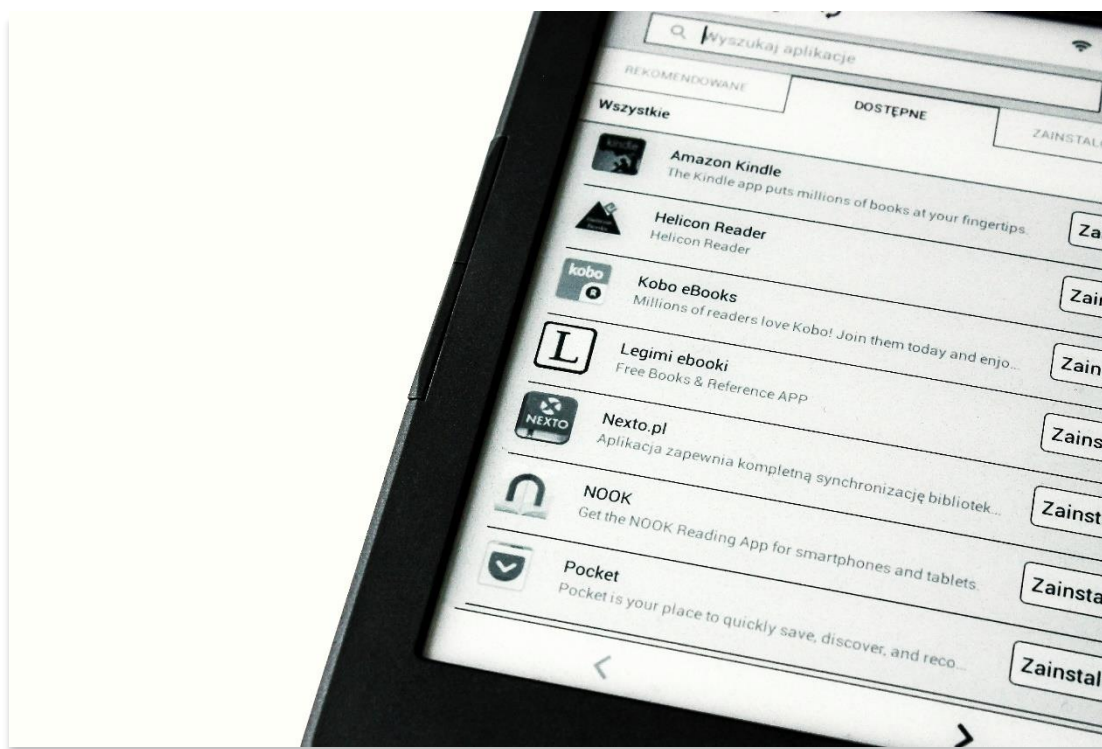 Wyszukaj aplikacje
REKOMENDOWANE
DOSTĘPNE
ZAINSTAL
Wszystkie
kindle
Amazon Kindle
The Kindle app puts millions of books at your fingertips.
Za
Helicon Books
Helicon Reader
Helicon Reader
Zai
kobo
R
Kobo eBooks
Millions of readers love Kobo! Join them today and enjo...
Zain
L
Legimi ebooki
Free Books & Reference APP
Zains
NEXTO
Nexto.pl
Aplikacja zapewnia kompletną synchronizację bibliotek...
Zainst
NOOK
Get the NOOK Reading App for smartphones and tablets.
Zainsta
Pocket
Pocket is your place to quickly save, discover, and reco...
Zainstal